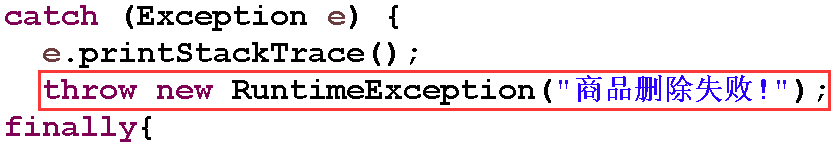 catch (Exception e) {
e.printStackTrace();
throw new RuntimeException("商品删除失败!");
finally{